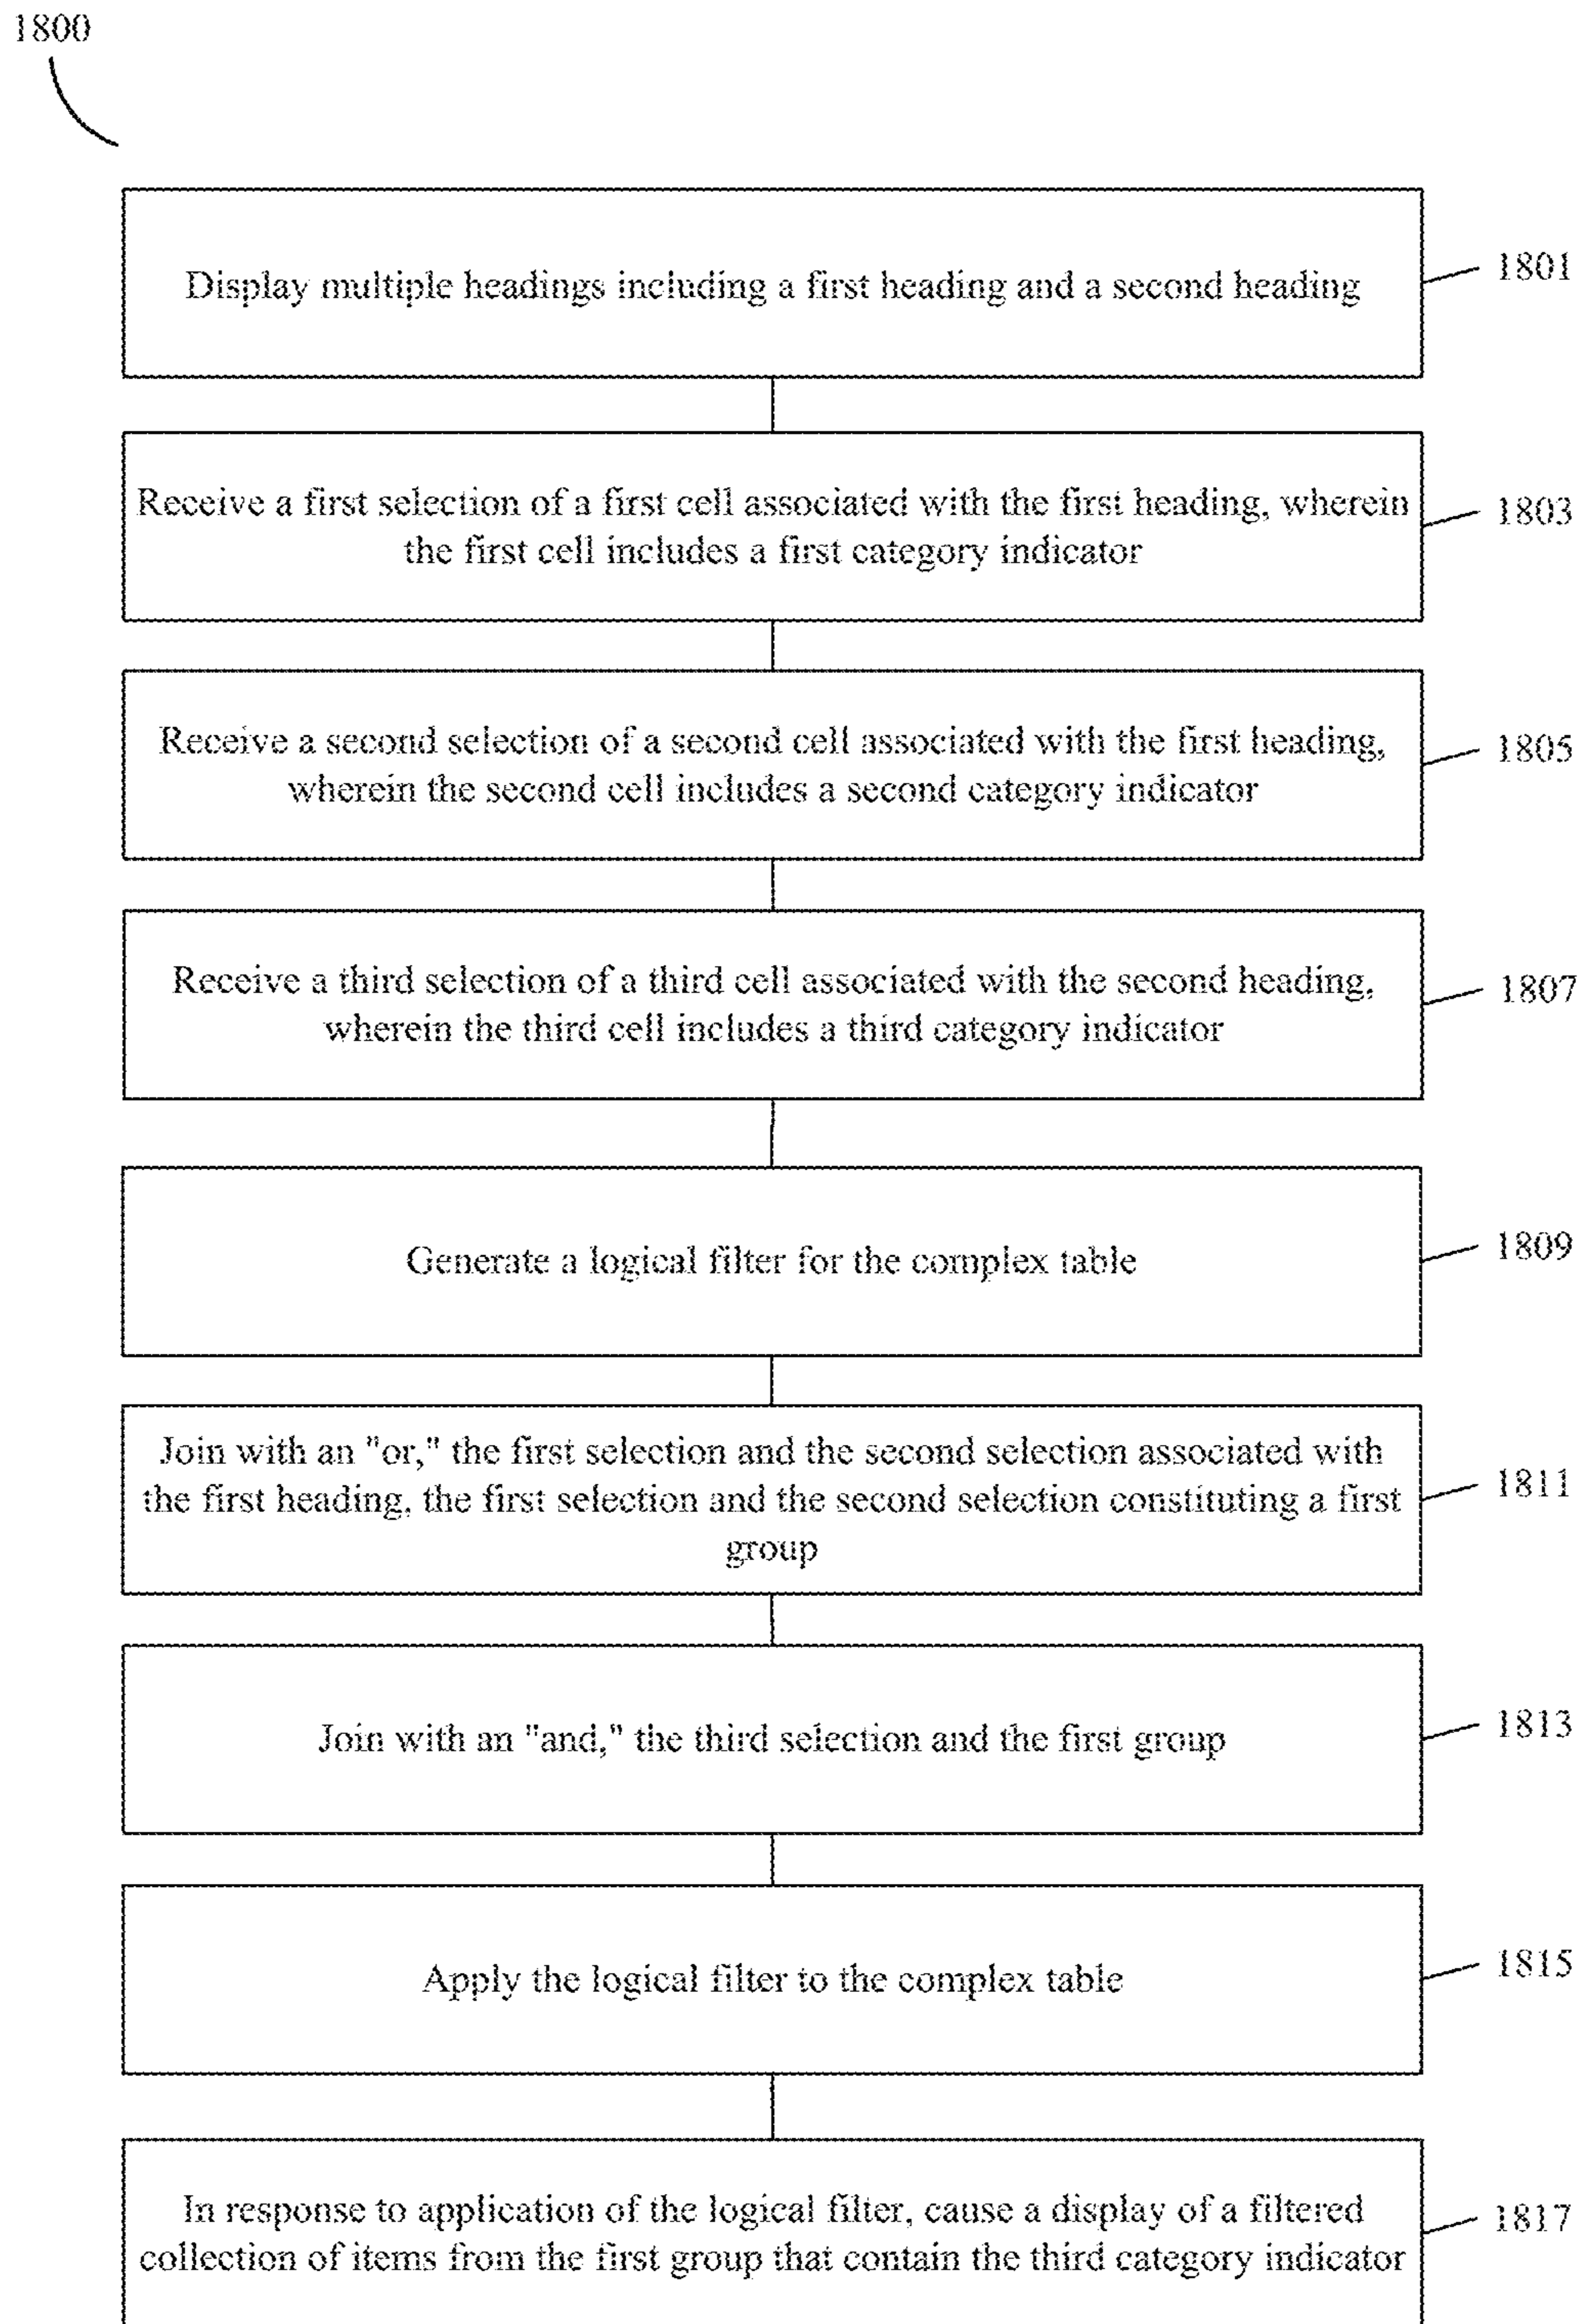 1800
Display multiple headings including a first heading and a second heading
1801
Receive a first selection of a first cell associated with the first heading, wherein
the first cell includes a first category indicator
1803
Receive a second selection of a second cell associated with the first heading,
wherein the second cell includes a second category indicator
1805
Receive a third selection of a third cell associated with the second heading,
wherein the third cell includes a third category indicator
1807
Generate a logical filter for the complex table
1809
Join with an "or," the first selection and the second selection associated with
the first heading, the first selection and the second selection constituting a first
group
1811
Join with an "and," the third selection and the first group
1813
Apply the logical filter to the complex table
1815
In response to application of the logical filter, cause a display of a filtered
collection of items from the first group that contain the third category indicator
1817